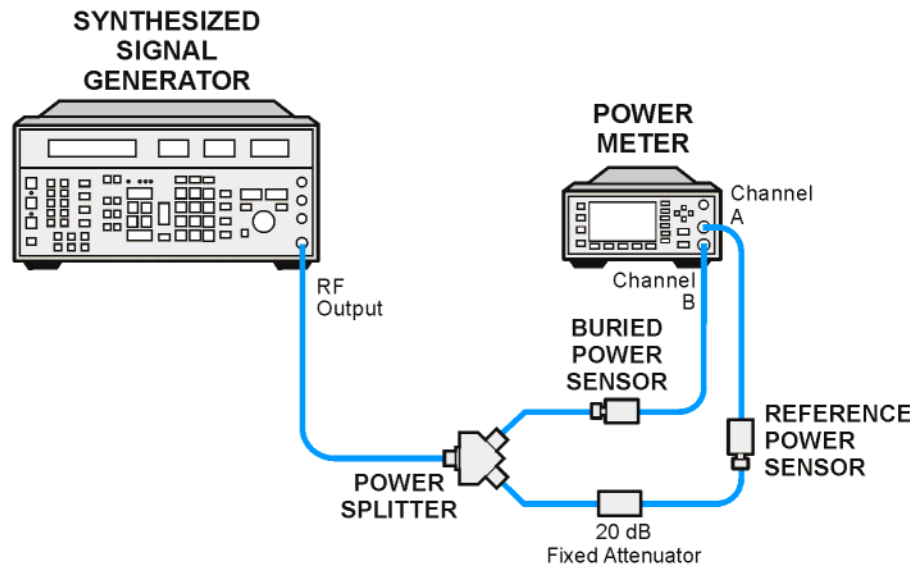 SYNTHESIZED
SIGNAL
GENERATOR
POWER
METER
Channel
A
RF
Output
Channel
B
BURIED
POWER
SENSOR
REFERENCE
POWER
SENSOR
POWER
SPLITTER
20 dB
Fixed Attenuator